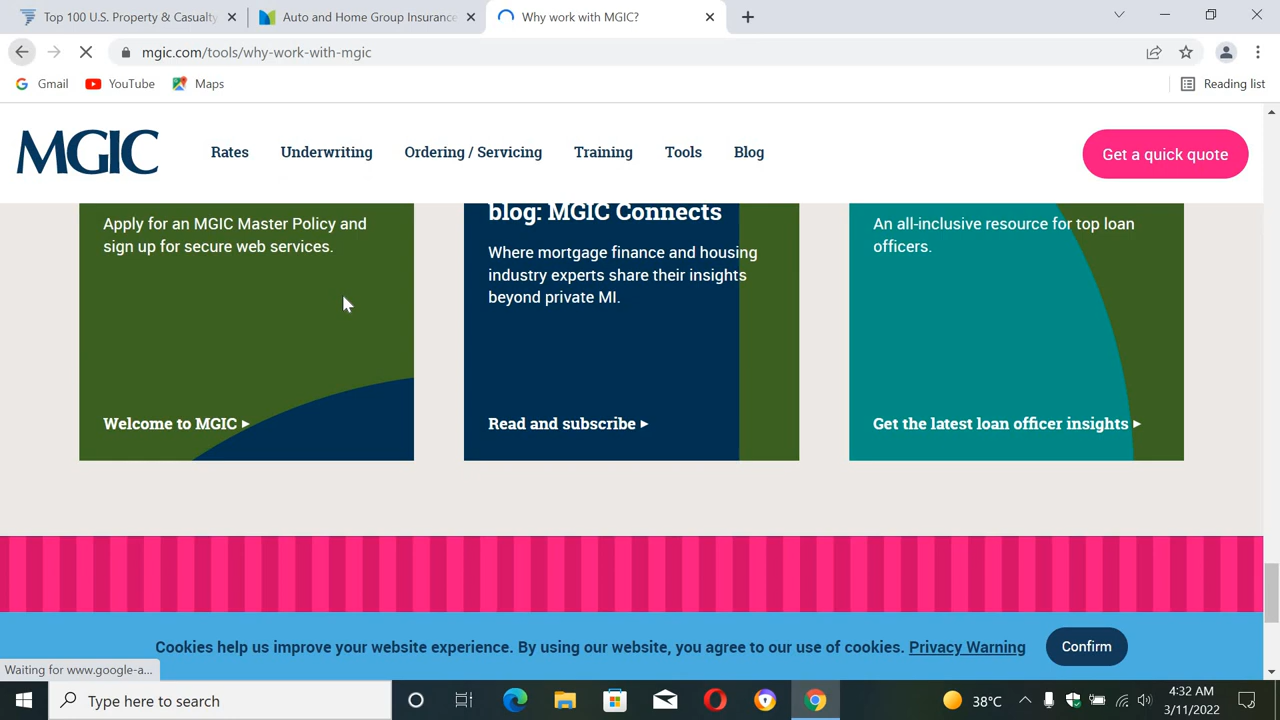 Top 100 U.S. Property & Casualty
Auto and Home Group Insurance
Why work with MGIC?
mgic.com/tools/why-work-with-mgic
Gmail
YouTube
Maps
Reading list
MGIC
Rates
Underwriting
Ordering / Servicing
Training
Tools
Blog
Get a quick quote
Apply for an MGIC Master Policy and
sign up for secure web services.
Welcome to MGIC ▸
blog: MGIC Connects
Where mortgage finance and housing
industry experts share their insights
beyond private MI.
Read and subscribe ▸
An all-inclusive resource for top loan
officers.
Get the latest loan officer insights ▸
Cookies help us improve your website experience. By using our website, you agree to our use of cookies. Privacy Warning
Confirm
Waiting for www.google-a...
Type here to search
38°C
4:32 AM
3/11/2022